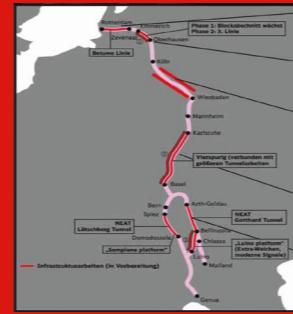 Rotterdam
Zevenaar
Emmerich
Oberhausen
Phase 1- Blockabschnitt wächst
Phase 2- 3. Linie
Betuwe Linie
Köln
Wiesbaden
Mannheim
Karlsruhe
Vierspurig (verbunden mit
größeren Tunnelarbeiten
Basel
Bern
Spiez
Arth-Goldau
NEAT
Lötschberg Tunnel
NEAT
Gotthard Tunnel
Domodossola
Bellinzona
Chiasso
Luino
Mailand
„Sempione platform"
„Luino platform"
(Extra-Weichen,
moderne Signale)
Infrastrukturarbeiten (in Vorbereitung)
Genua